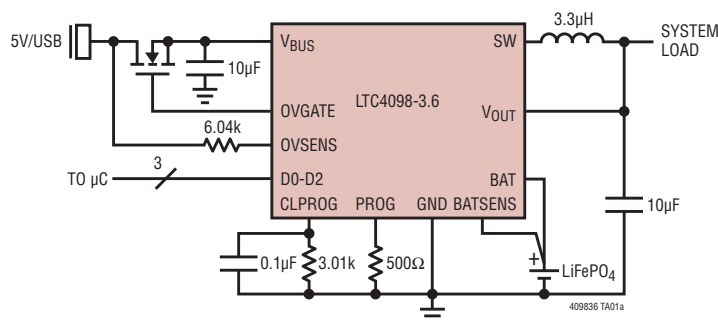 5V/USB
10µF
6.04k
TO µC
3
VBUS
OVGATE
OVSENS
D0-D2
CLPROG
PROG
GND
BATSENS
LTC4098-3.6
SW
VOUT
BAT
3.3µH
SYSTEM
LOAD
10µF
0.1µF
3.01k
500Ω
+
LiFePO4
409836 TA01a